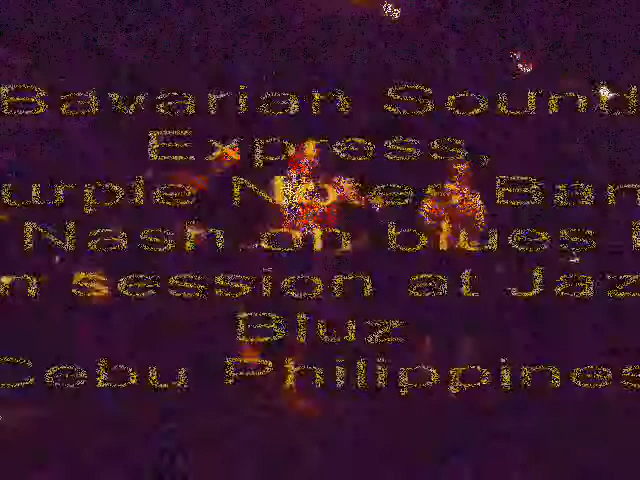 Bavarian Sound
Express,
urple Notes Ban
Nash on blues
n session at Jaz
Bluz
Cebu Philippines